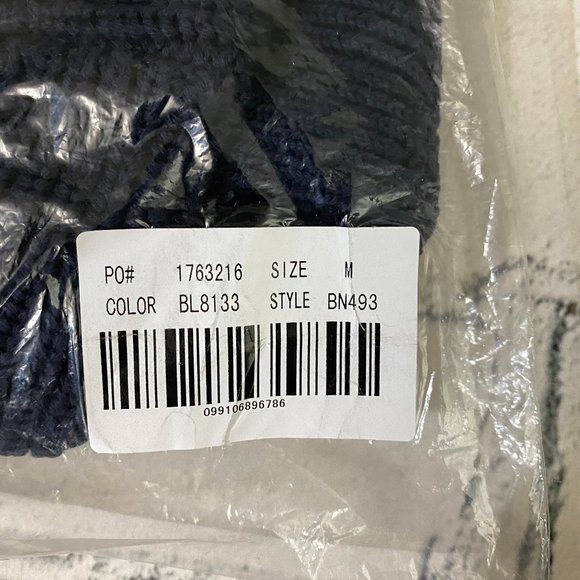 PO# 1763216 SIZE M
COLOR BL8133 STYLE BN493
099106896786